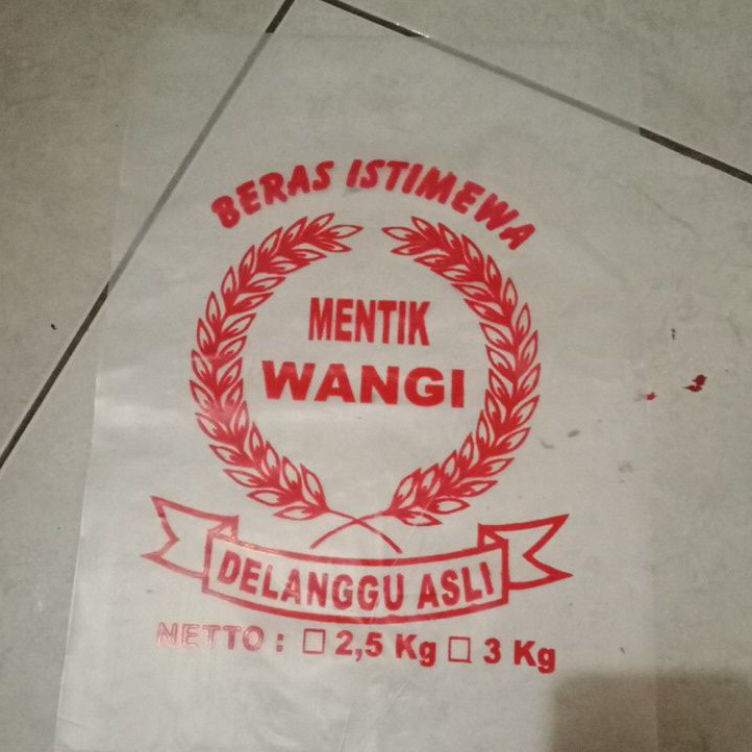 BERAS ISTIMEWA
MENTIK
WANGI
DELANGGU ASLI
NETTO : ☐ 2,5 Kg ☐ 3 Kg